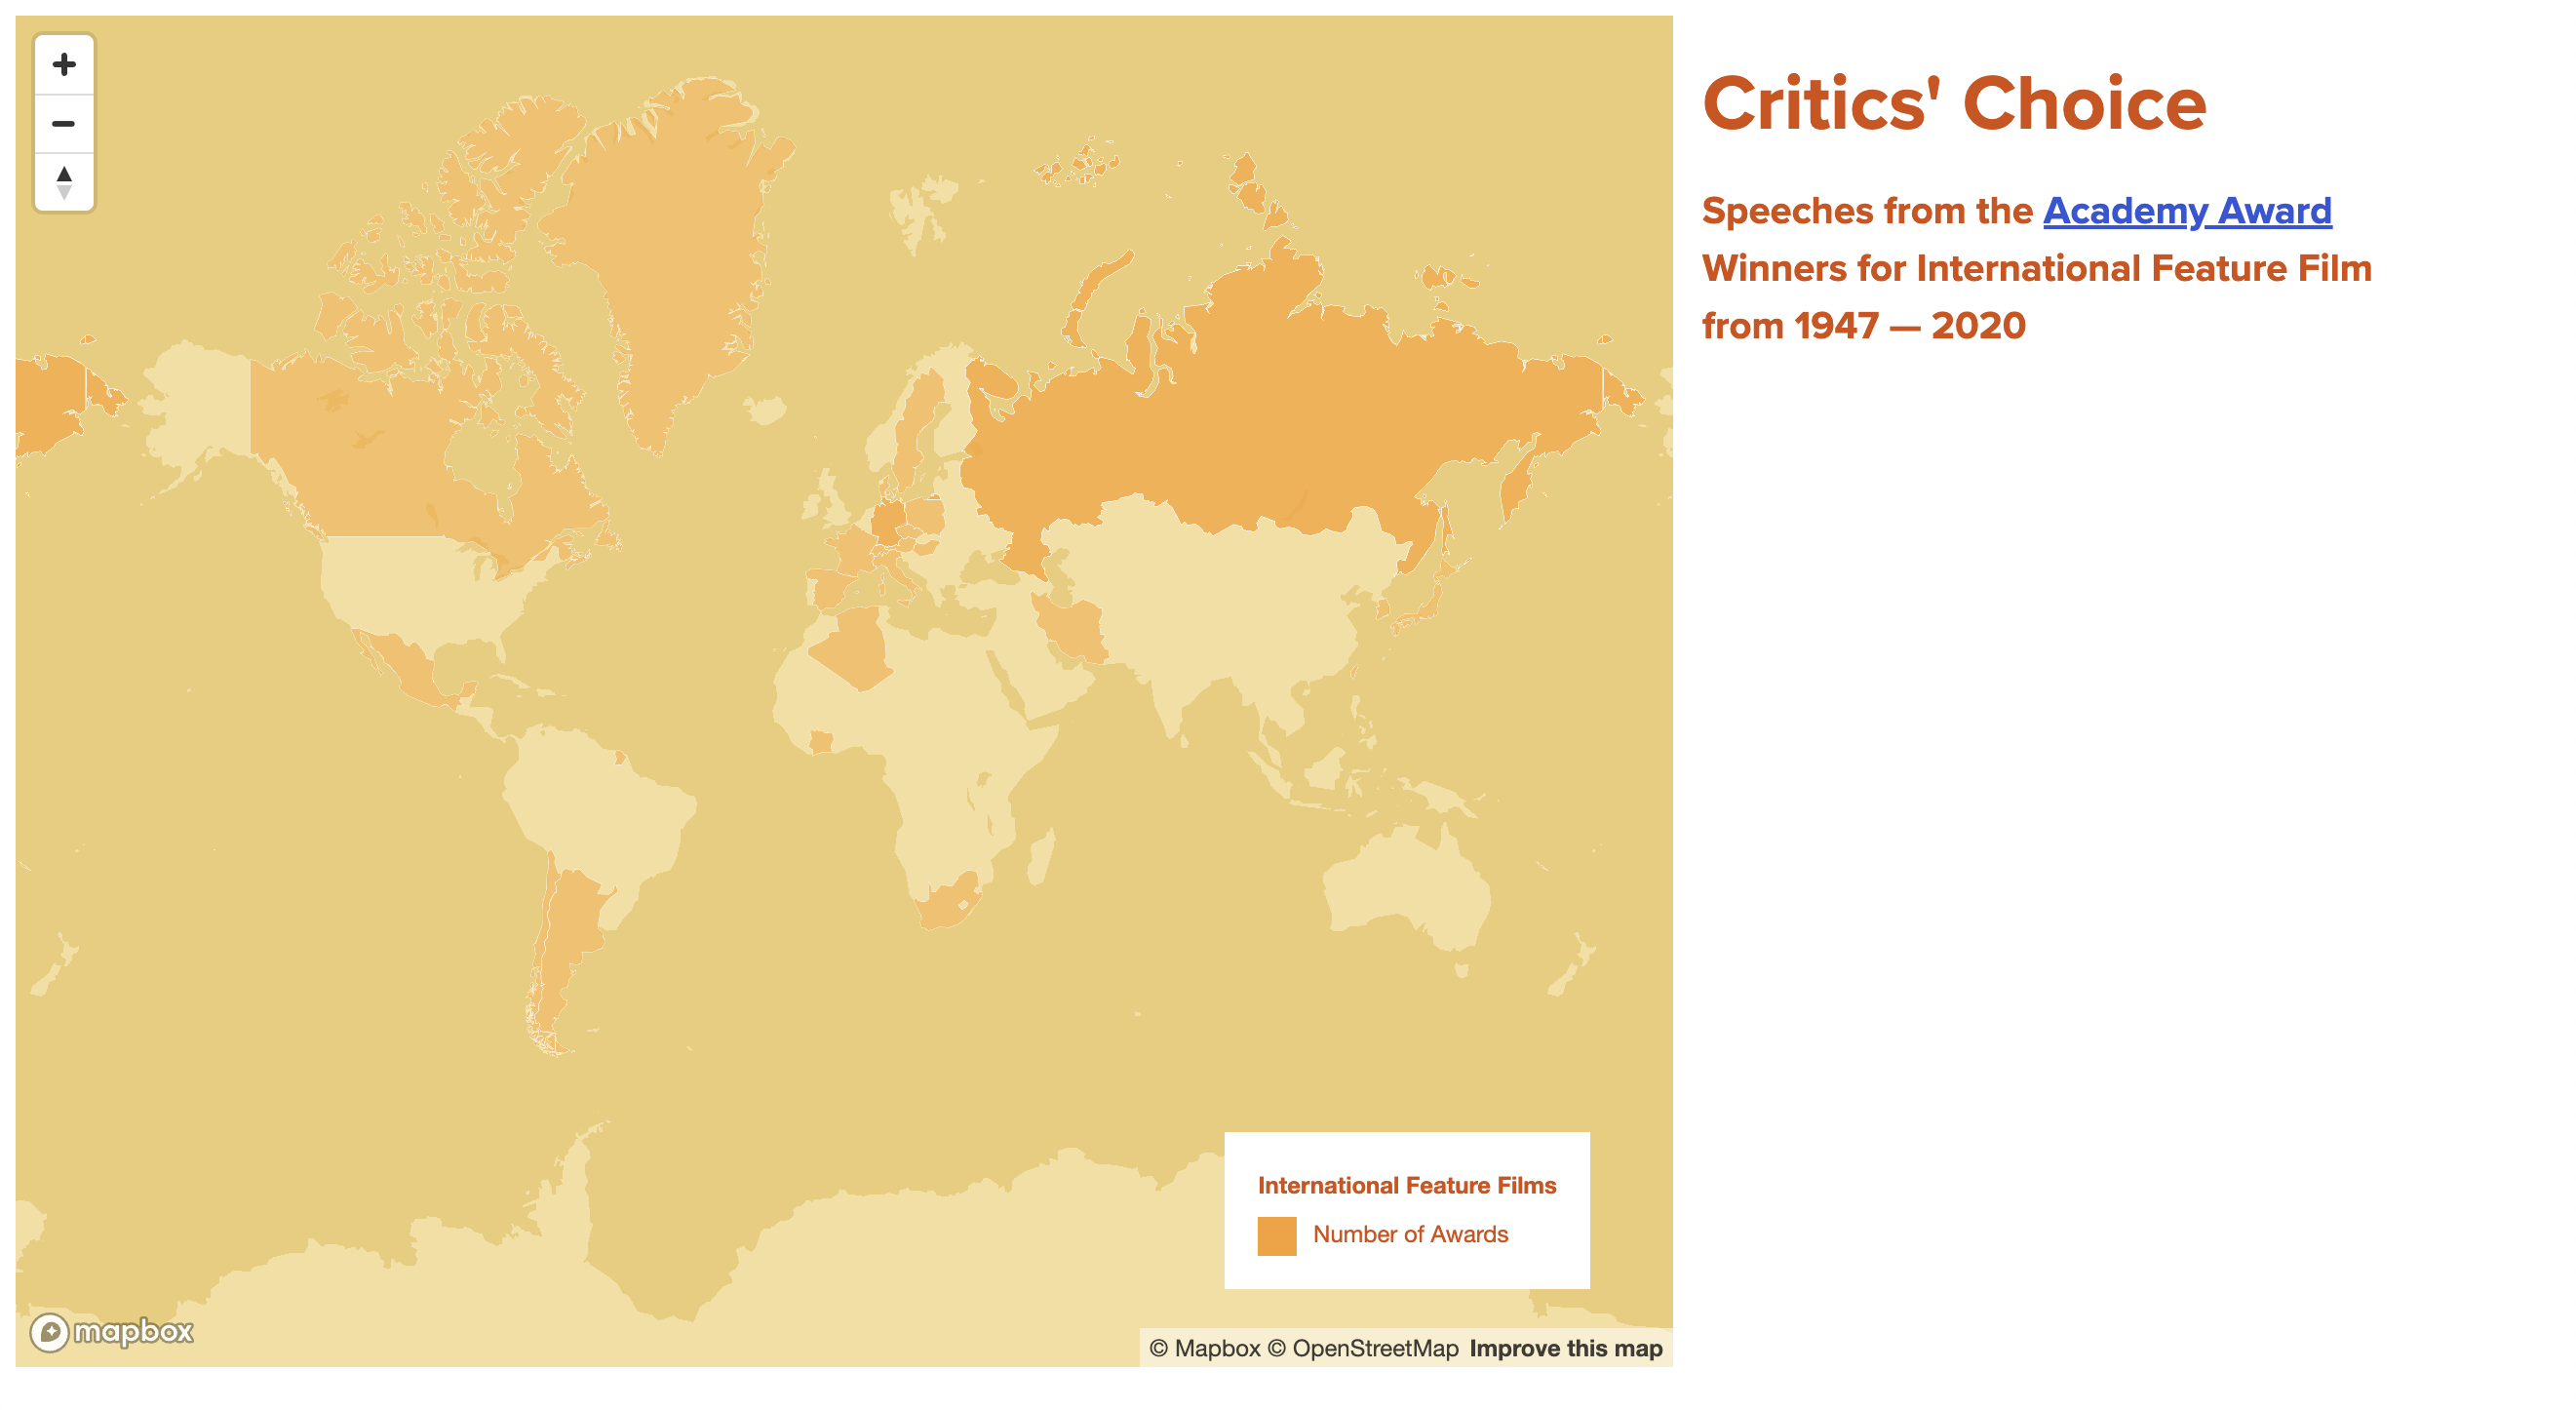 Critics' Choice
Speeches from the Academy Award
Winners for International Feature Film
from 1947 — 2020
International Feature Films
Number of Awards
mapbox
© Mapbox © OpenStreetMap Improve this map